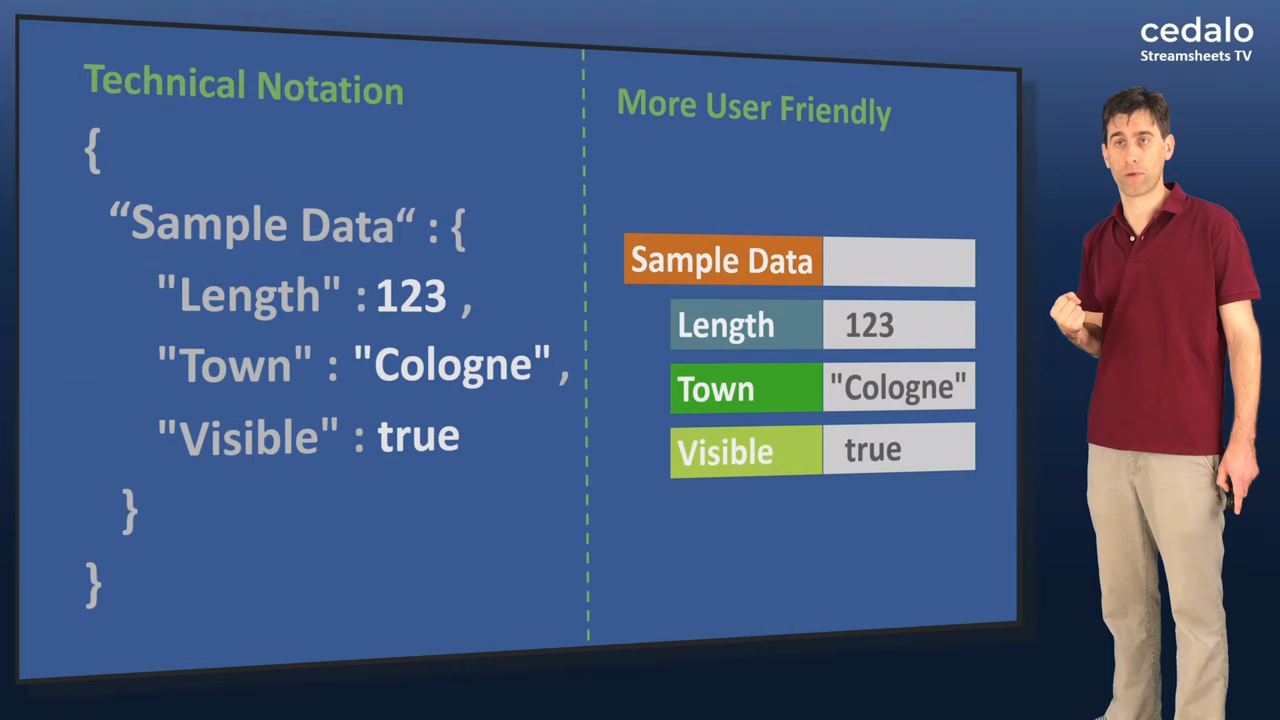 cedalo
Streamsheets TV
Technical Notation
{
“Sample Data“ : {
"Length" : 123 ,
"Town" : "Cologne" ,
"Visible" : true
}
}
More User Friendly
Sample Data
Length 123
Town "Cologne"
Visible true